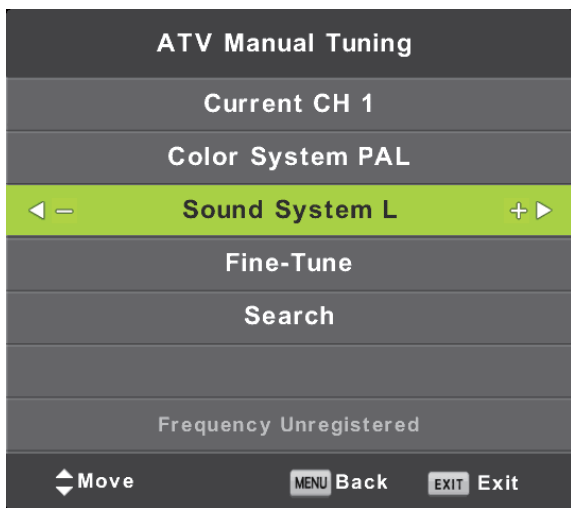 ATV Manual Tuning
Current CH 1
Color System PAL
− Sound System L +
Fine-Tune
Search
Frequency Unregistered
Move MENU Back EXIT Exit